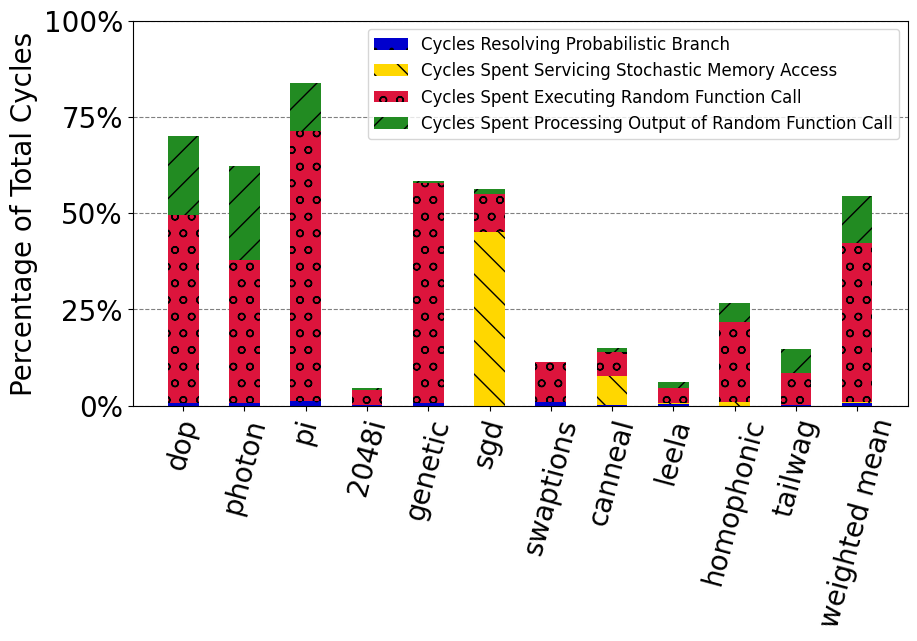 100%
75%
50%
25%
0%
Percentage of Total Cycles
Cycles Resolving Probabilistic Branch
Cycles Spent Servicing Stochastic Memory Access
Cycles Spent Executing Random Function Call
Cycles Spent Processing Output of Random Function Call
dop
photon
pi
2048i
genetic
sgd
swaptions
canneal
leela
homophonic
tailwag
weighted mean